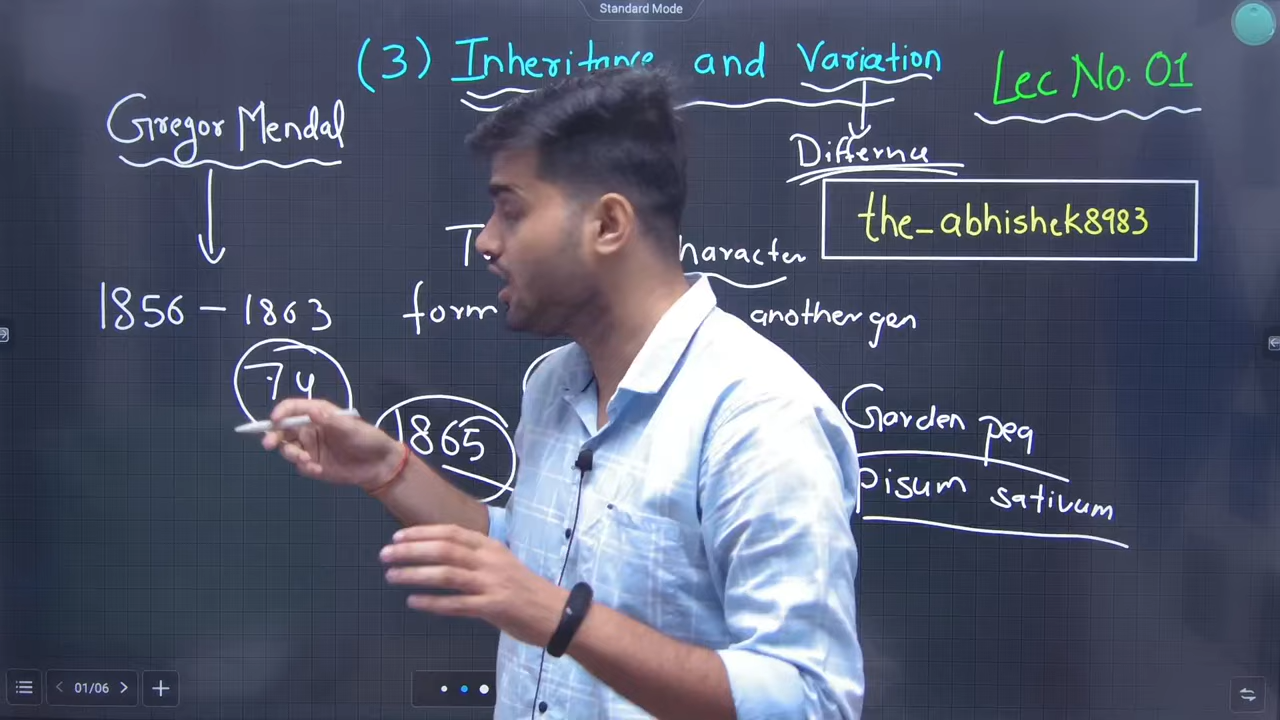 Standard Mode
(3) Inheritance and Variation
Lec No. 01
Gregor Mendal
Difference
the_abhishek8983
haracter
1856 – 1863
form
another gen
74
1865
Garden pea
Pisum sativum
01/06